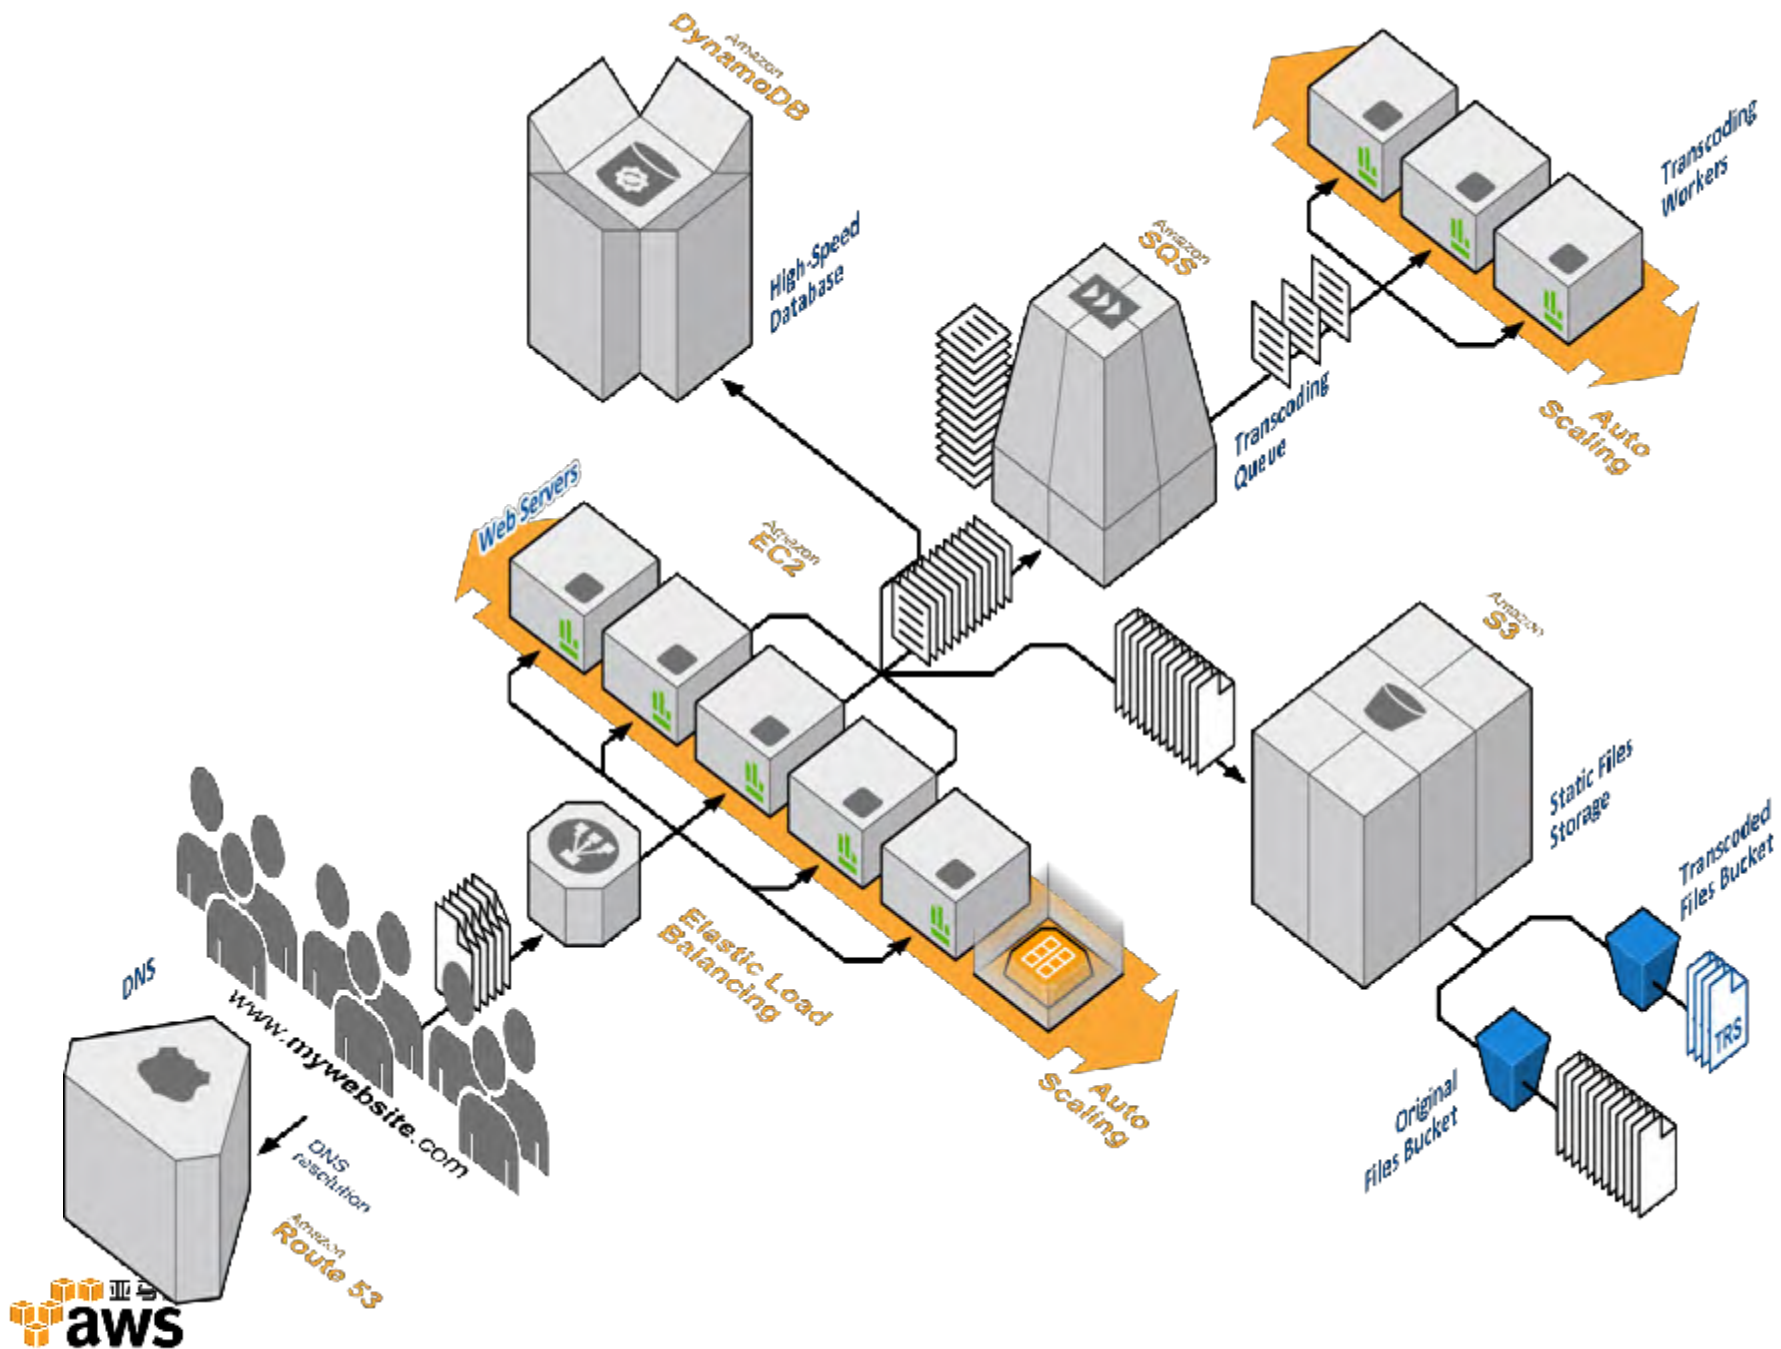 Amazon
DynamoDB
High-Speed
Database
Amazon
SQS
Transcoding
Queue
Transcoding
Workers
Auto
Scaling
Web Servers
Amazon
EC2
Amazon
S3
Static Files
Storage
Transcoded
Files Bucket
TRS
Original
Files Bucket
Elastic Load
Balancing
Auto
Scaling
DNS
www.mywebsite.com
DNS
resolution
Amazon
Route 53
aws